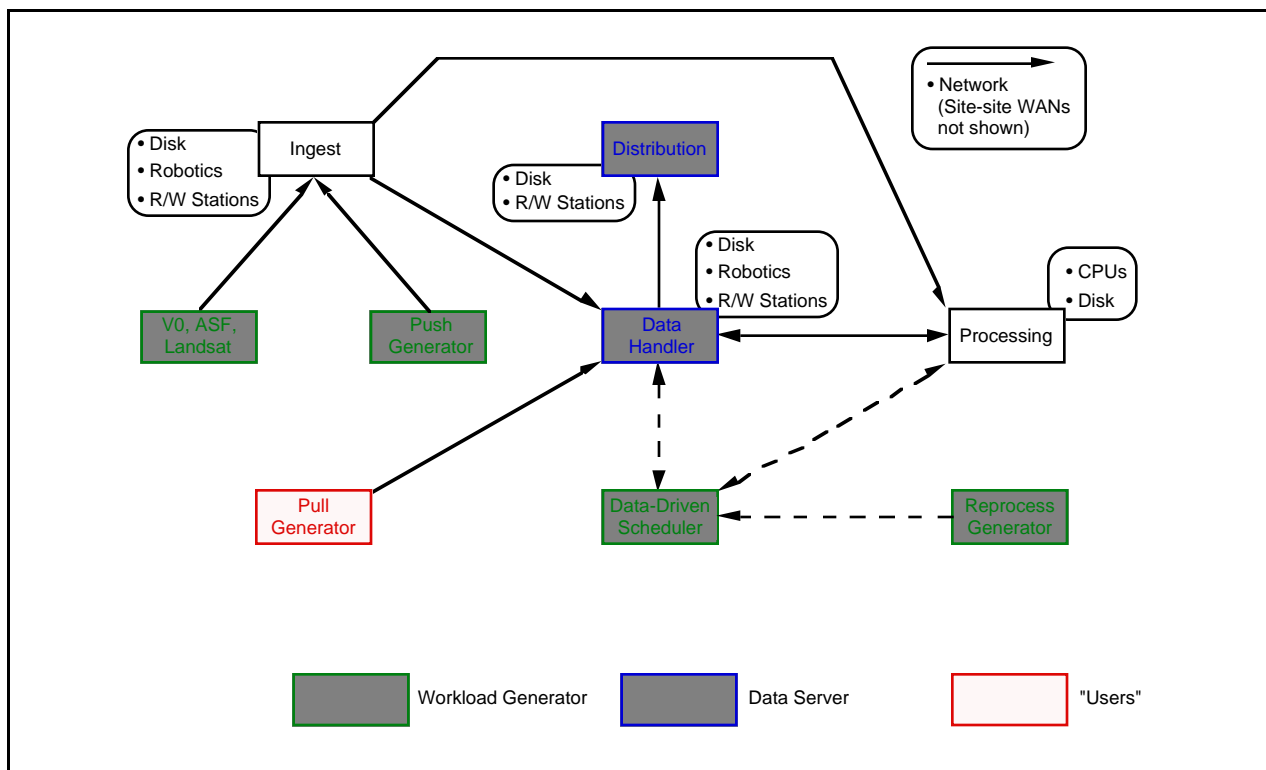 • Network
(Site-site WANs
not shown)
• Disk
• Robotics
• R/W Stations
Ingest
Distribution
• Disk
• R/W Stations
• Disk
• Robotics
• R/W Stations
• CPUs
• Disk
V0, ASF,
Landsat
Push
Generator
Data
Handler
Processing
Pull
Generator
Data-Driven
Scheduler
Reprocess
Generator
Workload Generator
Data Server
"Users"